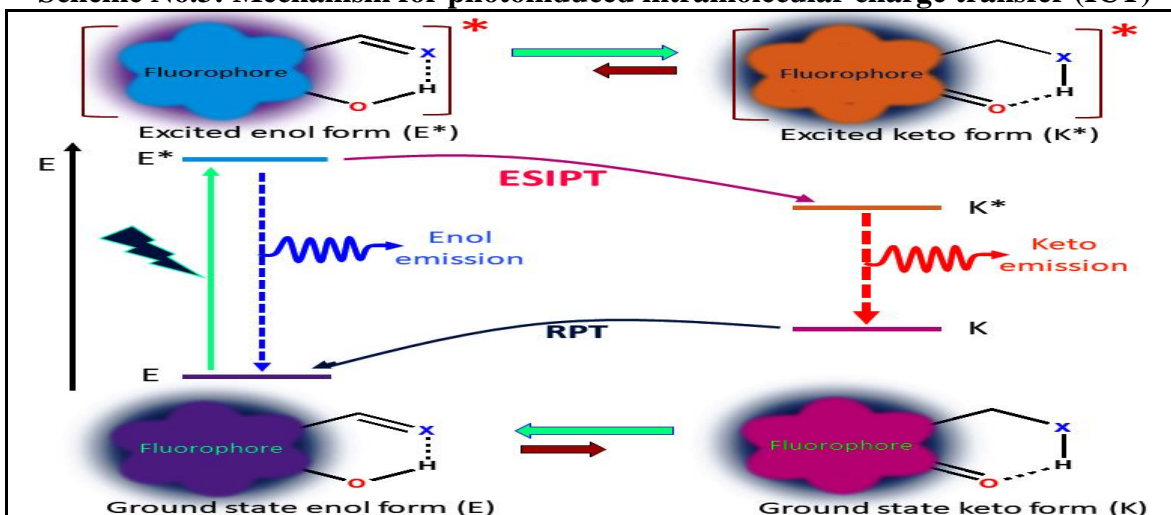 Scheme No.3: Mechanism for photoinduced intramolecular charge transfer (ICT)
* *
Fluorophore X H O Fluorophore X H O
Excited enol form (E*) Excited keto form (K*)
E E* ESIPT K*
Enol emission
Keto emission
RPT K
E
Fluorophore X H O Fluorophore X H O
Ground state enol form (E) Ground state keto form (K)